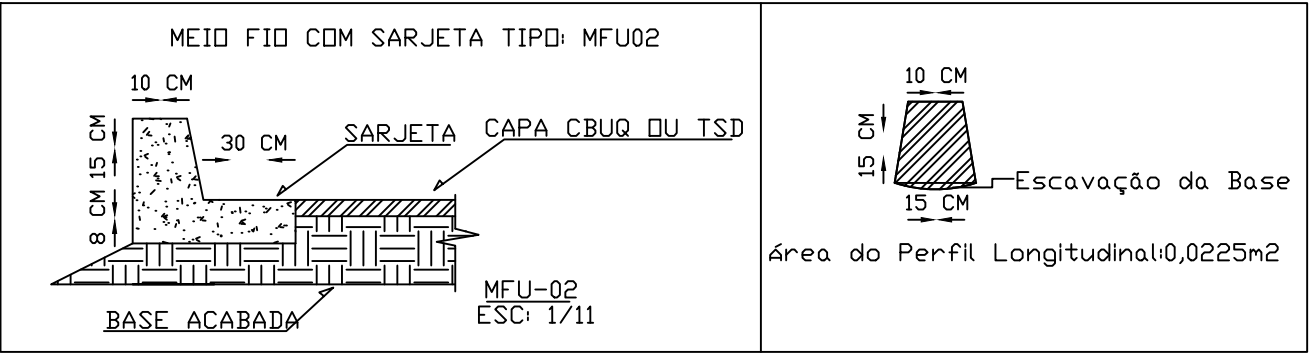 MEIO FIO COM SARJETA TIPO: MFU02
10 CM
15 CM
8 CM
30 CM
SARJETA
CAPA CBUQ OU TSD
MFU-02
ESC: 1/11
BASE ACABADA
10 CM
15 CM
Escavação da Base
15 CM
Área do Perfil Longitudinal:0,0225m2